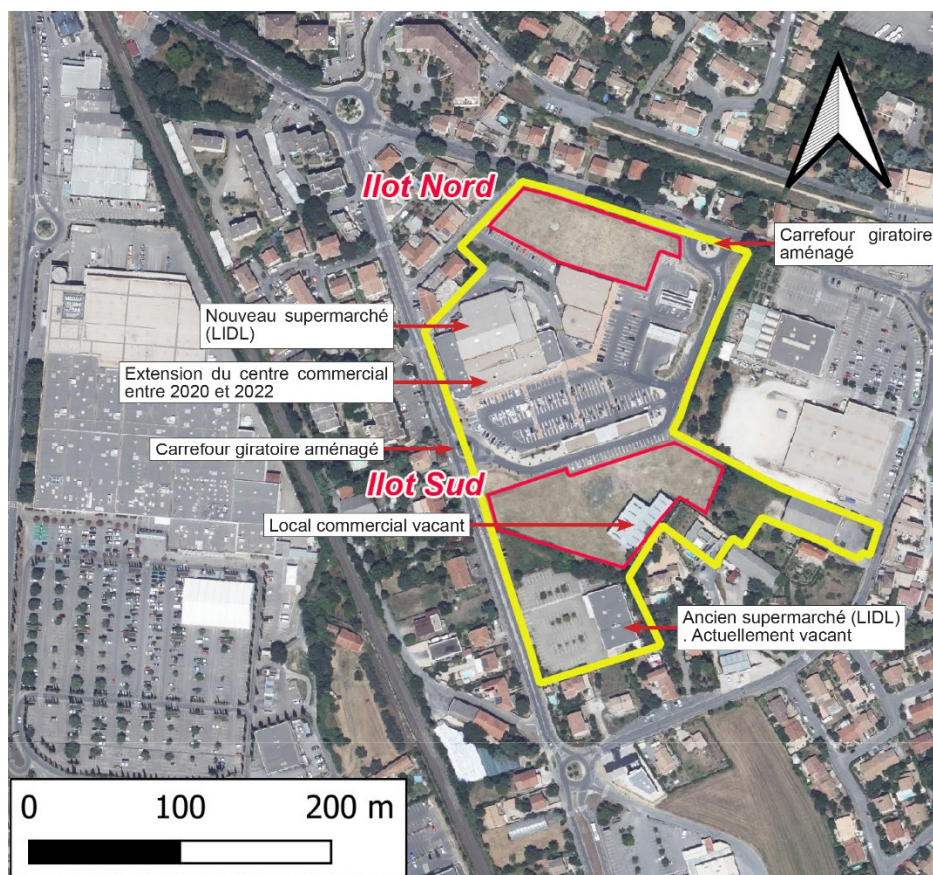 Ilot Nord
Carrefour giratoire
aménagé
Nouveau supermarché
(LIDL)
Extension du centre commercial
entre 2020 et 2022
Carrefour giratoire aménagé
Ilot Sud
Local commercial vacant
Ancien supermarché (LIDL)
. Actuellement vacant
0 100 200 m